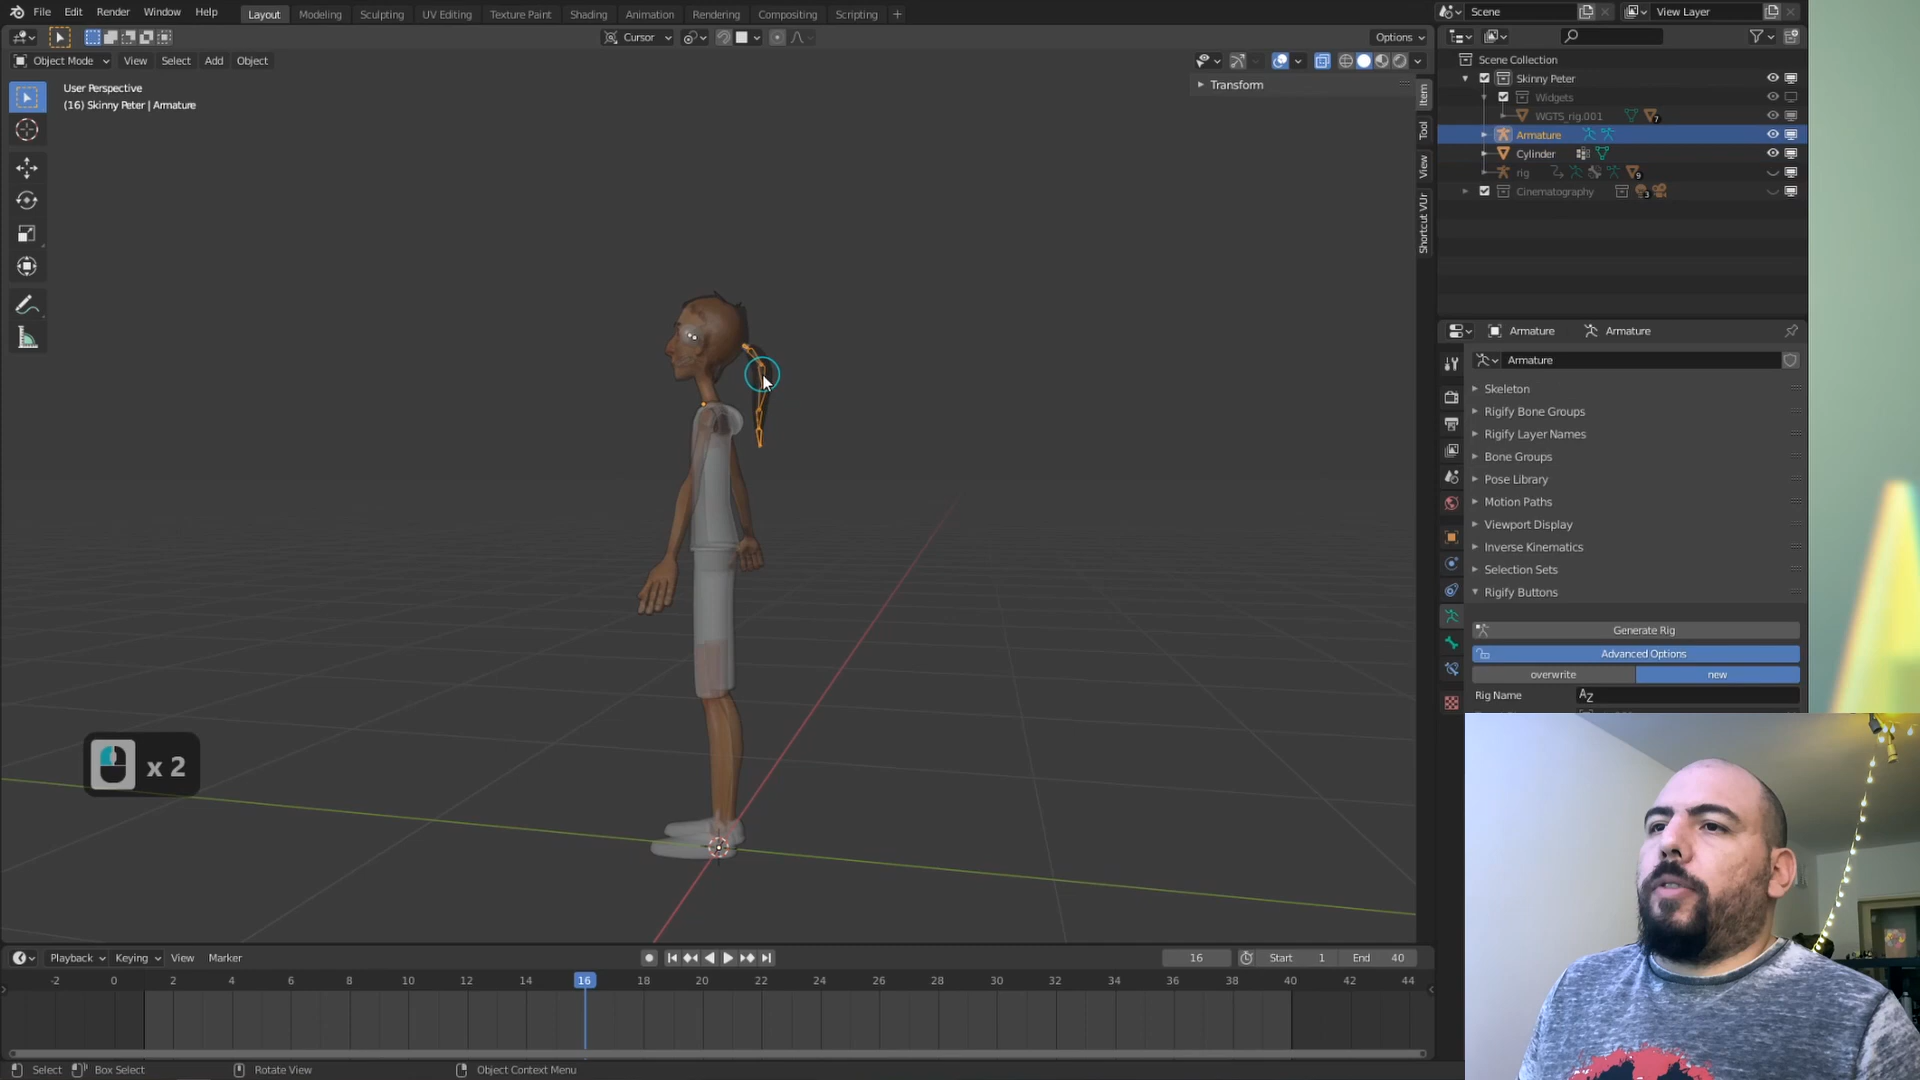 File Edit Render Window Help
Layout Modeling Sculpting UV Editing Texture Paint Shading Animation Rendering Compositing Scripting +
Scene
View Layer
Cursor
Options
Object Mode View Select Add Object
User Perspective
(16) Skinny Peter | Armature
Transform
Item
Tool
View
Shortcut VUr
Scene Collection
Skinny Peter
Widgets
WGTS_rig.001
7
Armature
Cylinder
rig
9
Cinematography
3
Armature Armature
Armature
Skeleton
Rigify Bone Groups
Rigify Layer Names
Bone Groups
Pose Library
Motion Paths
Viewport Display
Inverse Kinematics
Selection Sets
Rigify Buttons
Generate Rig
Advanced Options
overwrite new
Rig Name
x 2
Playback Keying View Marker
16 Start 1 End 40
-2 0 2 4 6 8 10 12 14 16 18 20 22 24 26 28 30 32 34 36 38 40 42 44
Select Box Select Rotate View Object Context Menu